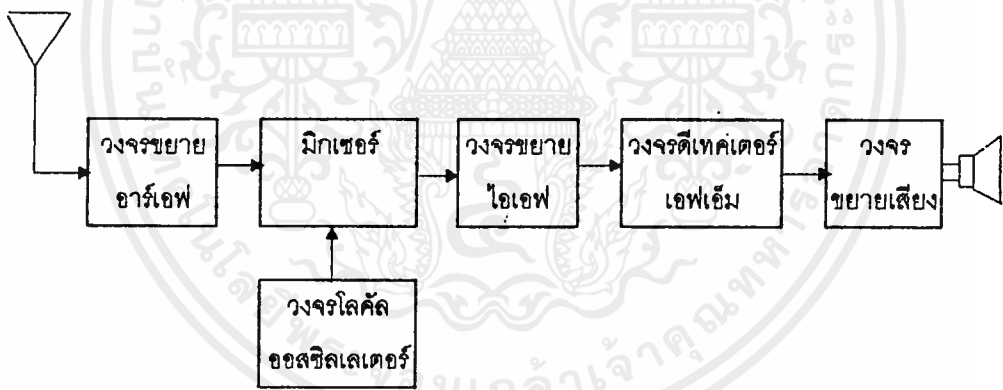 วงจรขยาย
อาร์เอฟ
มิกเซอร์
วงจรขยาย
ไอเอฟ
วงจรดีเทคเตอร์
เอฟเอ็ม
วงจร
ขยายเสียง
วงจรโลคัล
ออสซิลเลเตอร์